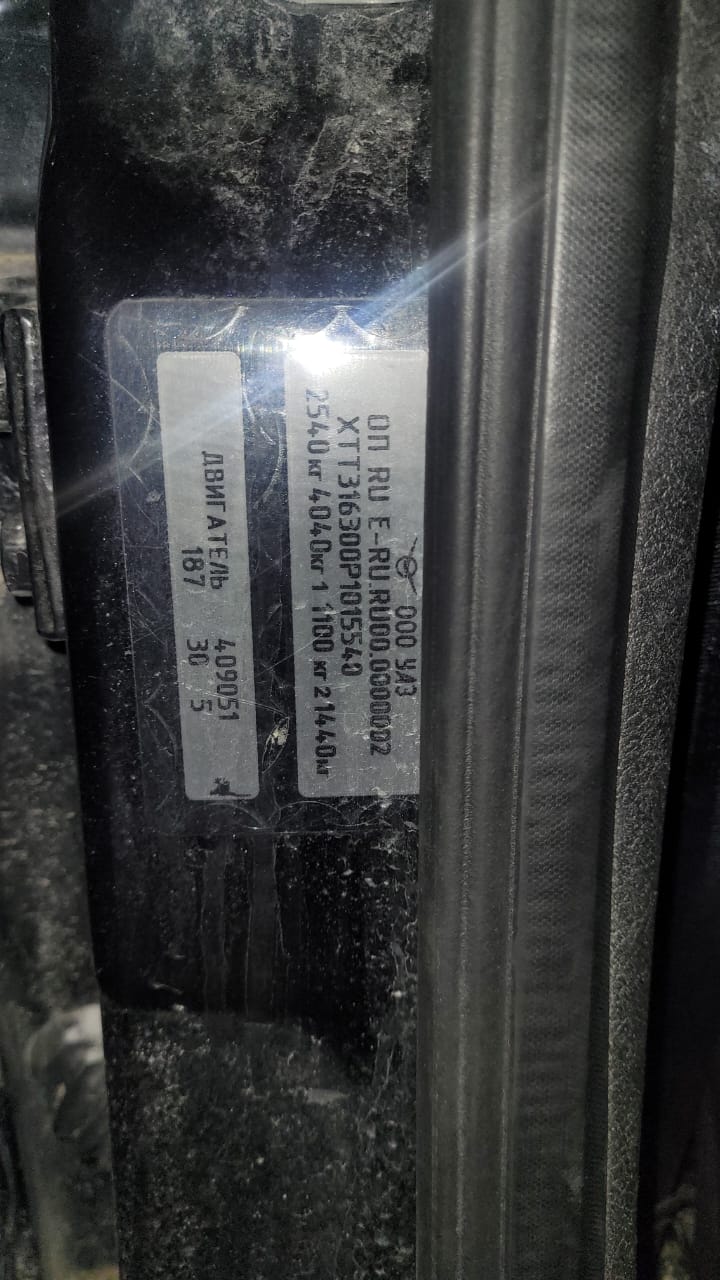 ООО УАЗ
ОП RU E-RU.RU00.0000002
XTT316300P1015540
2540 кг 4040кг 1 1100 кг 2 1440кг
ДВИГАТЕЛЬ 409051
187 30 5